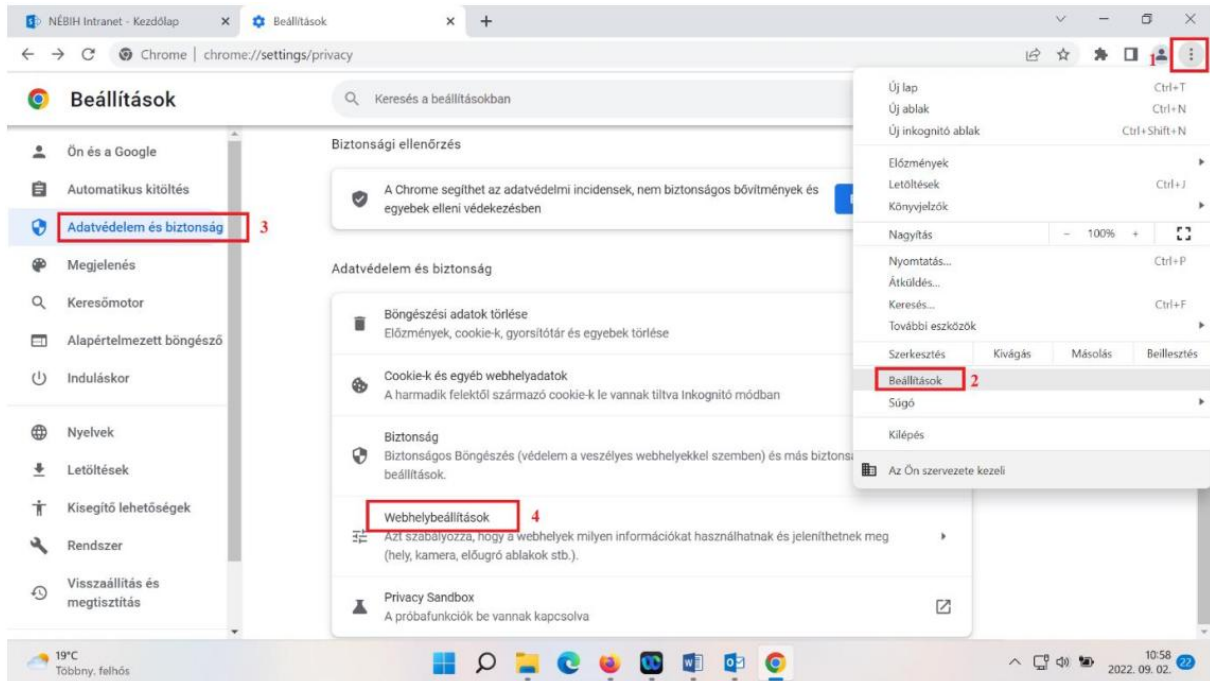 NÉBIH Intranet - Kezdőlap
Beállítások
Chrome | chrome://settings/privacy
1
Beállítások
Keresés a beállításokban
Ön és a Google
Automatikus kitöltés
Adatvédelem és biztonság
3
Megjelenés
Keresőmotor
Alapértelmezett böngésző
Induláskor
Nyelvek
Letöltések
Kisegítő lehetőségek
Rendszer
Visszaállítás és
megtisztítás
Biztonsági ellenőrzés
A Chrome segíthet az adatvédelmi incidensek, nem biztonságos bővítmények és
egyebek elleni védekezésben
Adatvédelem és biztonság
Böngészési adatok törlése
Előzmények, cookie-k, gyorsítótár és egyebek törlése
Cookie-k és egyéb webhelyadatok
A harmadik felektől származó cookie-k le vannak tiltva Inkognitó módban
Biztonság
Biztonságos Böngészés (védelem a veszélyes webhelyekkel szemben) és más biztons
beállítások.
Webhelybeállítások
4
Azt szabályozza, hogy a webhelyek milyen információkat használhatnak és jeleníthetnek meg
(hely, kamera, előugró ablakok stb.).
Privacy Sandbox
A próbafunkciók be vannak kapcsolva
Új lap Ctrl+T
Új ablak Ctrl+N
Új inkognitó ablak Ctrl+Shift+N
Előzmények
Letöltések Ctrl+J
Könyvjelzők
Nagyítás - 100% +
Nyomtatás... Ctrl+P
Átküldés...
Keresés... Ctrl+F
További eszközök
Szerkesztés Kivágás Másolás Beillesztés
Beállítások 2
Súgó
Kilépés
Az Ön szervezete kezeli
19°C
Többny. felhős
10:58
2022. 09. 02.
22